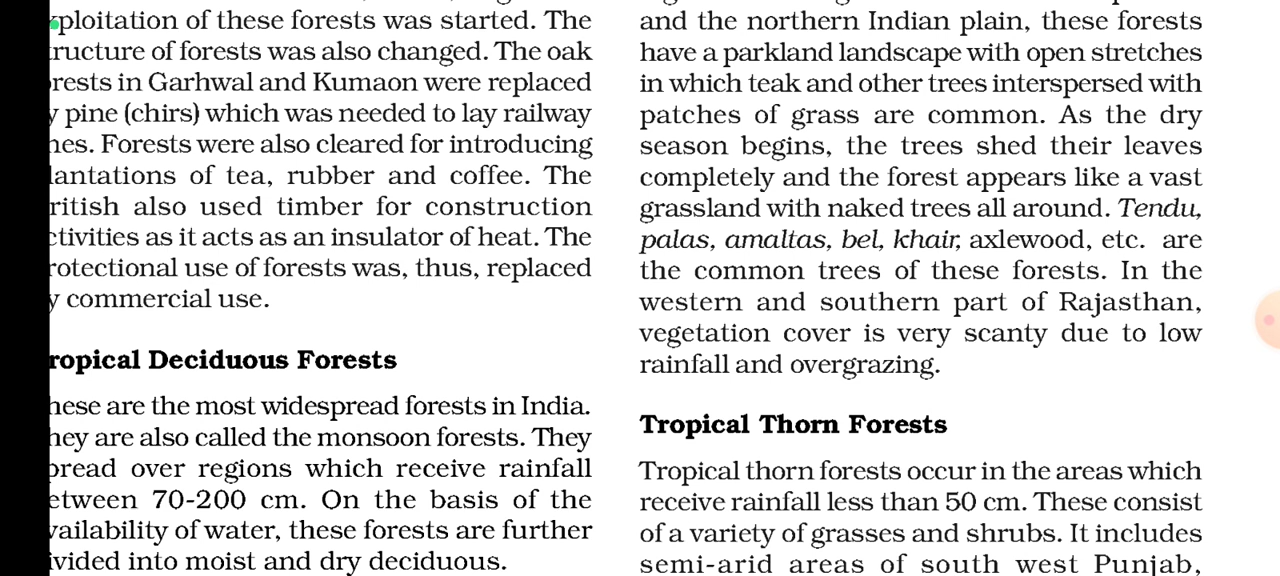 xploitation of these forests was started. The
tructure of forests was also changed. The oak
orests in Garhwal and Kumaon were replaced
y pine (chirs) which was needed to lay railway
nes. Forests were also cleared for introducing
lantations of tea, rubber and coffee. The
ritish also used timber for construction
ctivities as it acts as an insulator of heat. The
rotectional use of forests was, thus, replaced
y commercial use.
ropical Deciduous Forests
hese are the most widespread forests in India.
hey are also called the monsoon forests. They
pread over regions which receive rainfall
etween 70-200 cm. On the basis of the
vailability of water, these forests are further
ivided into moist and dry deciduous.
and the northern Indian plain, these forests
have a parkland landscape with open stretches
in which teak and other trees interspersed with
patches of grass are common. As the dry
season begins, the trees shed their leaves
completely and the forest appears like a vast
grassland with naked trees all around. Tendu,
palas, amaltas, bel, khair, axlewood, etc. are
the common trees of these forests. In the
western and southern part of Rajasthan,
vegetation cover is very scanty due to low
rainfall and overgrazing.
Tropical Thorn Forests
Tropical thorn forests occur in the areas which
receive rainfall less than 50 cm. These consist
of a variety of grasses and shrubs. It includes
semi-arid areas of south west Punjab,